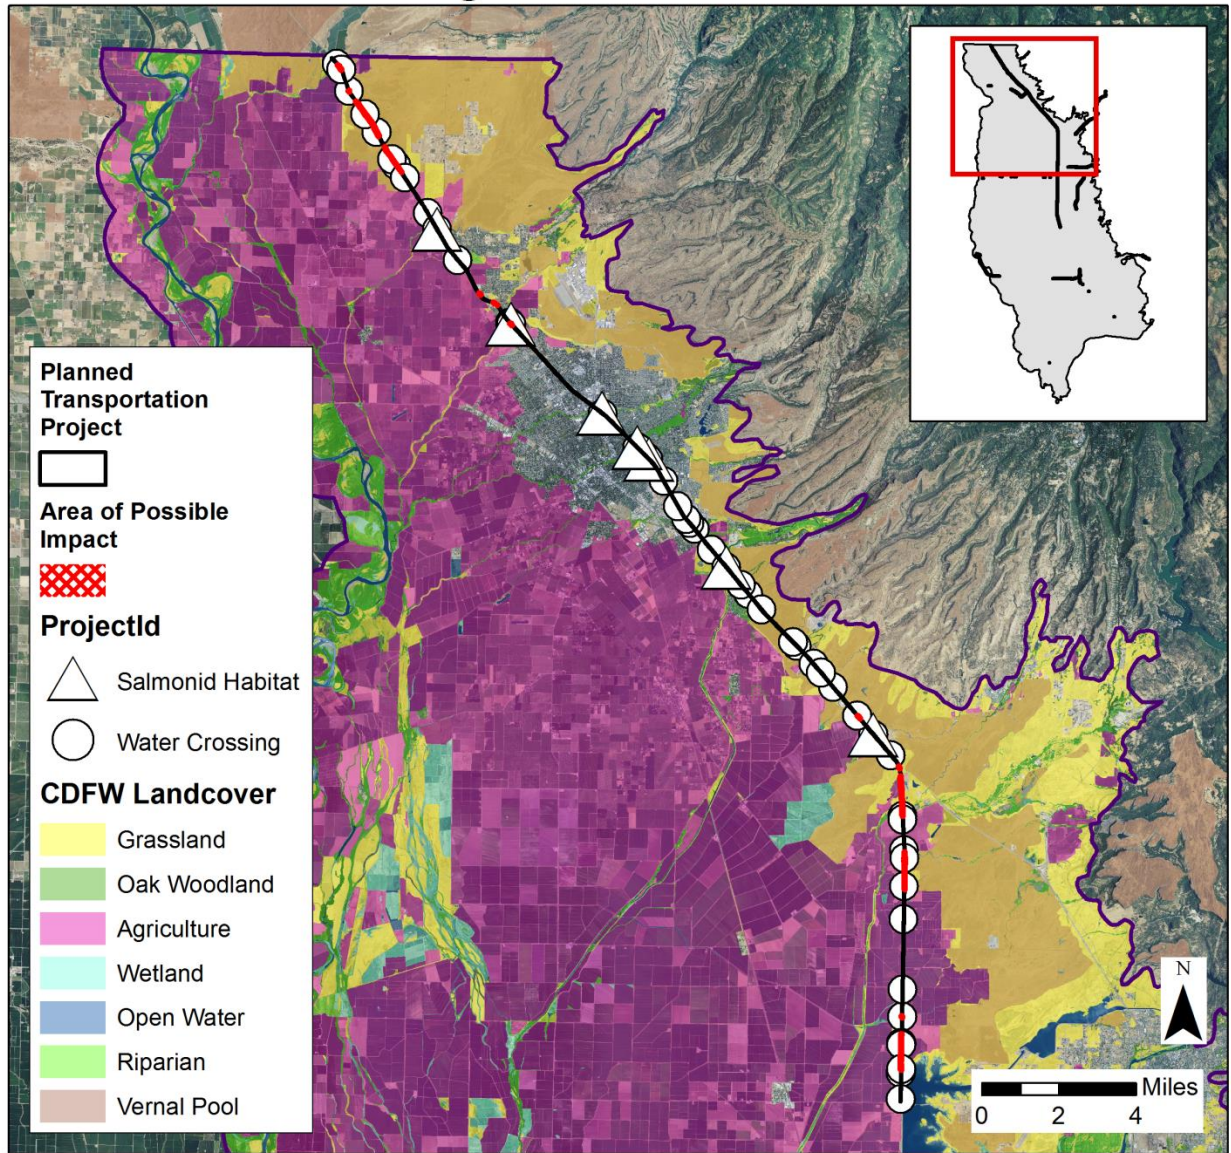 Planned
Transportation
Project
Area of Possible
Impact
ProjectId
Salmonid Habitat
Water Crossing
CDFW Landcover
Grassland
Oak Woodland
Agriculture
Wetland
Open Water
Riparian
Vernal Pool
N
Miles
0 2 4